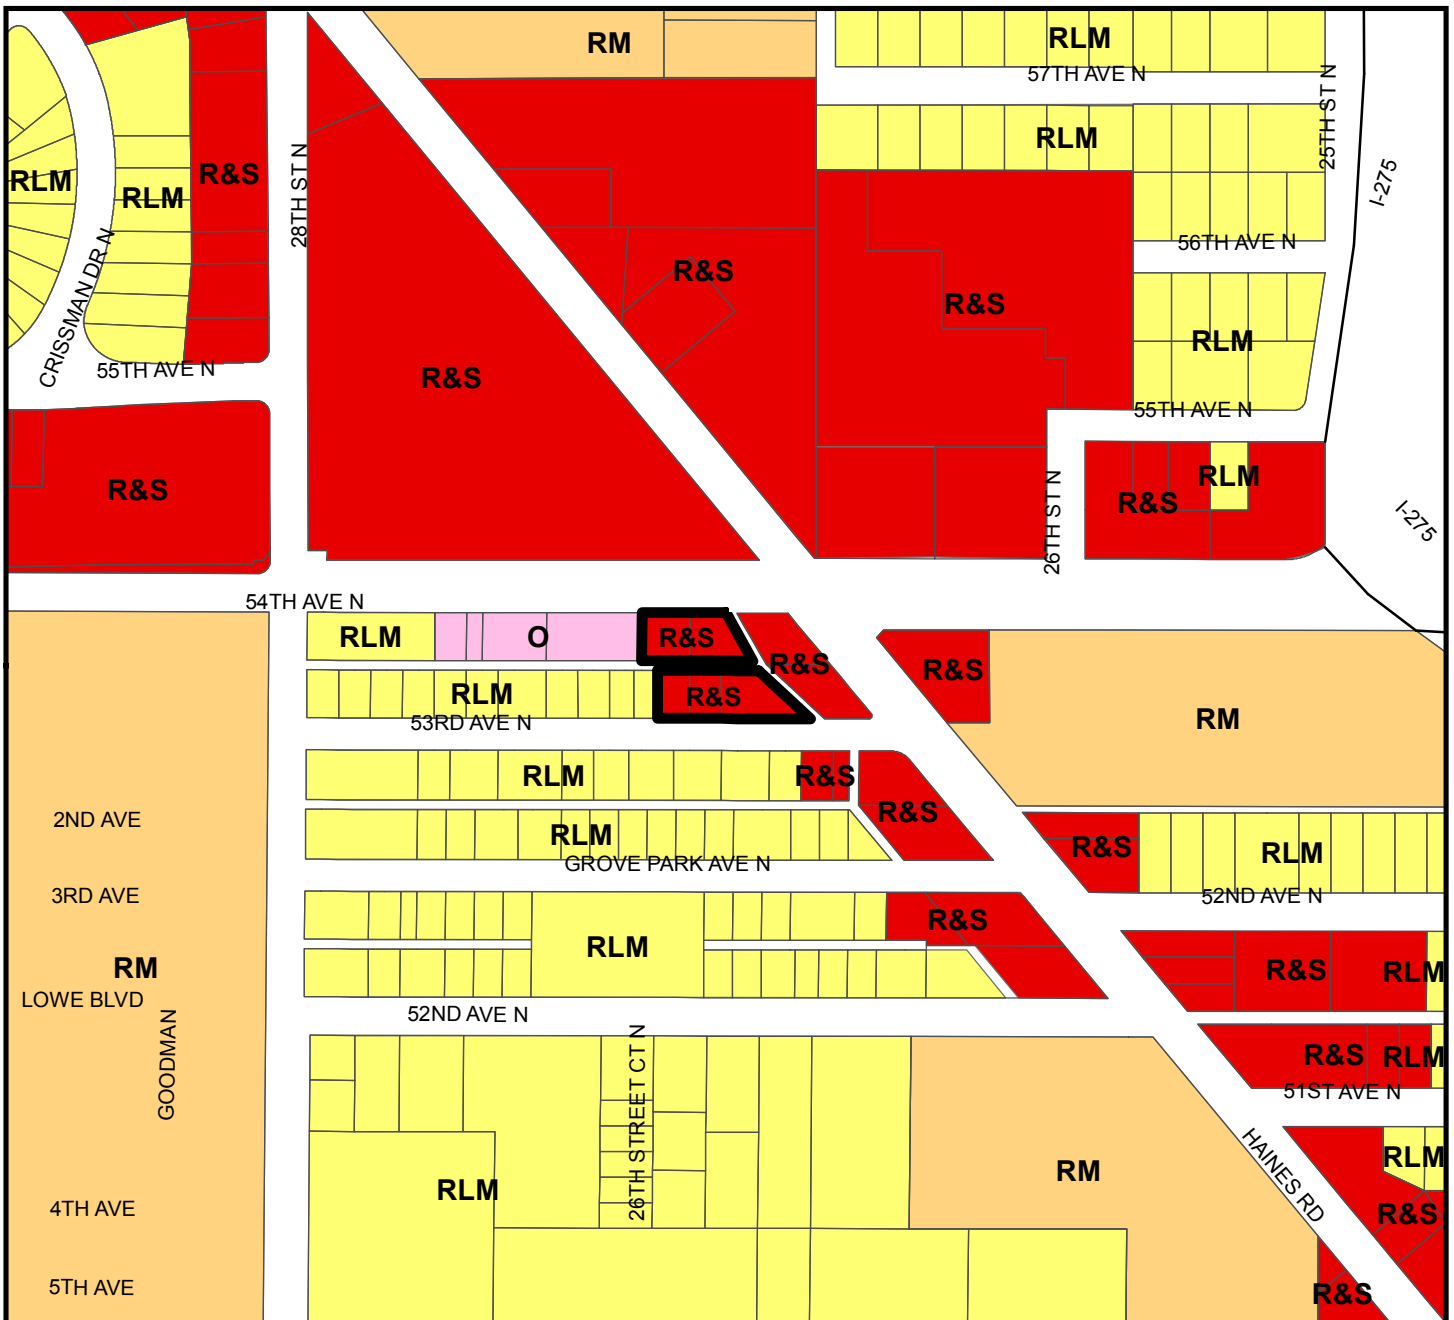 RM
RLM
57TH AVE N
25TH ST N
RLM
I-275
R&S
RLM
RLM
28TH ST N
56TH AVE N
CRISSMAN DR N
R&S
R&S
RLM
55TH AVE N
R&S
55TH AVE N
R&S
RLM
R&S
26TH ST N
I-275
54TH AVE N
RLM
O
R&S
R&S
R&S
RLM
R&S
53RD AVE N
RM
RLM
R&S
R&S
2ND AVE
RLM
GROVE PARK AVE N
R&S
RLM
3RD AVE
52ND AVE N
R&S
RLM
RM
R&S
RLM
LOWE BLVD
52ND AVE N
GOODMAN
R&S
RLM
51ST AVE N
26TH STREET CT N
HAINES RD
RLM
RM
RLM
4TH AVE
R&S
5TH AVE
R&S